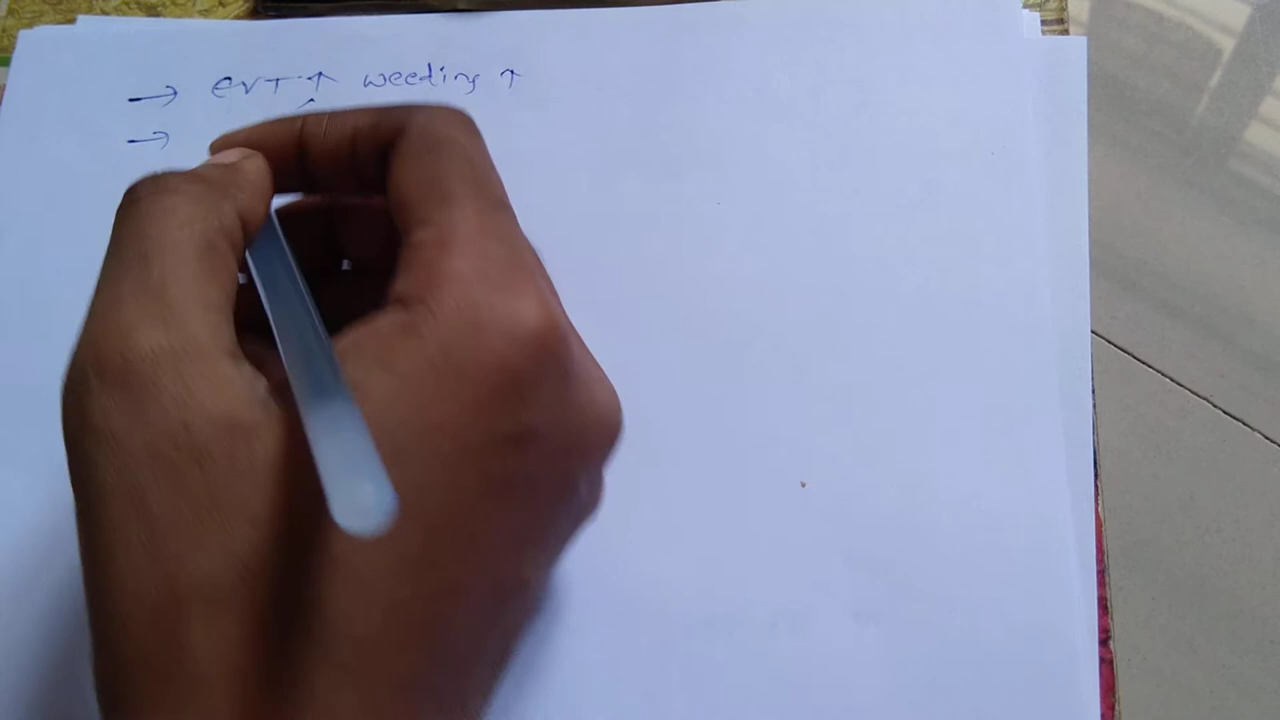 → EVT ↑ weeding ↑
→